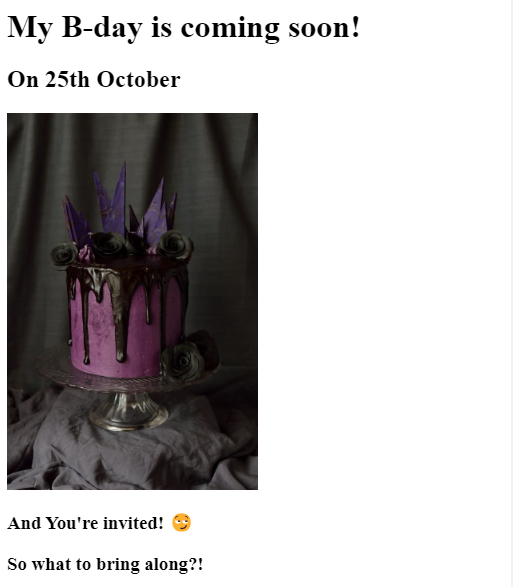 My B-day is coming soon!
On 25th October
And You're invited! 😏
So what to bring along?!